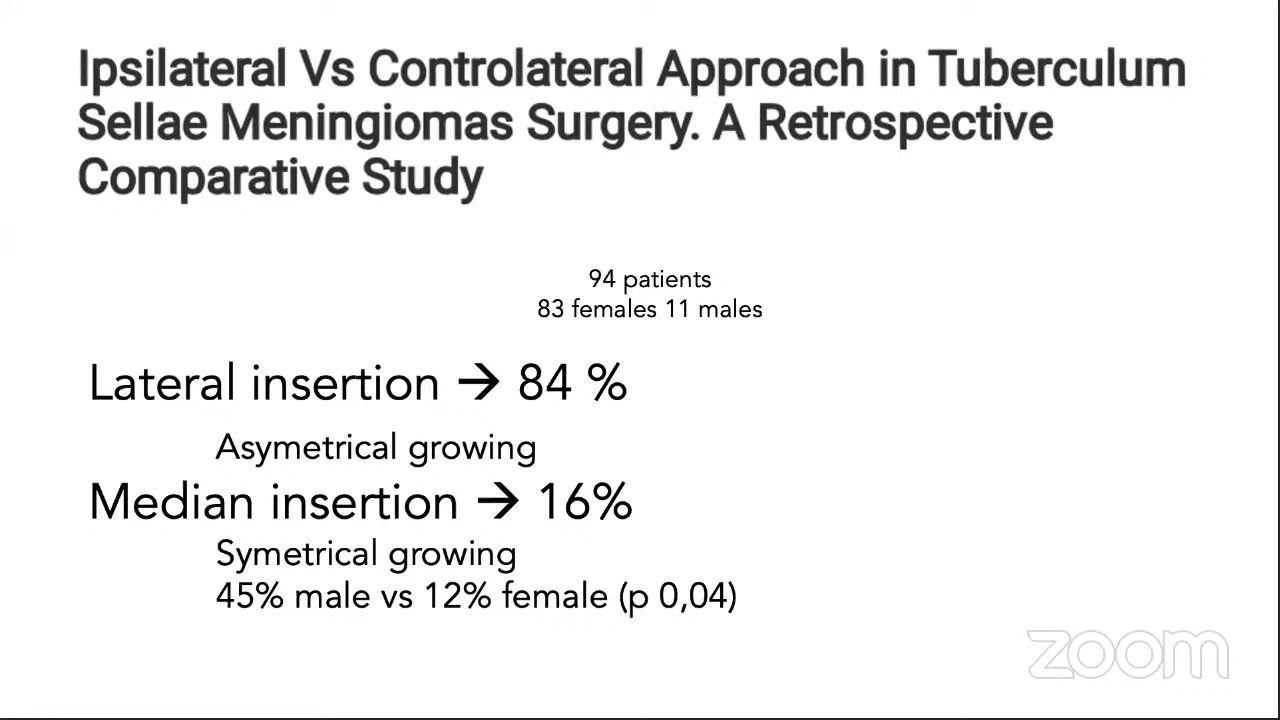 Ipsilateral Vs Controlateral Approach in Tuberculum
Sellae Meningiomas Surgery. A Retrospective
Comparative Study
94 patients
83 females 11 males
Lateral insertion → 84 %
Asymetrical growing
Median insertion → 16%
Symetrical growing
45% male vs 12% female (p 0,04)
zoom